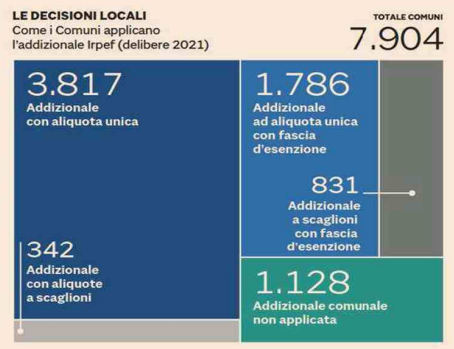 LE DECISIONI LOCALI
Come i Comuni applicano
l'addizionale Irpef (delibere 2021)
TOTALE COMUNI
7.904
3.817
Addizionale
con aliquota unica
1.786
Addizionale
ad aliquota unica
con fascia
d'esenzione
831
Addizionale
a scaglioni
con fascia
d'esenzione
342
Addizionale
con aliquote
a scaglioni
1.128
Addizionale comunale
non applicata